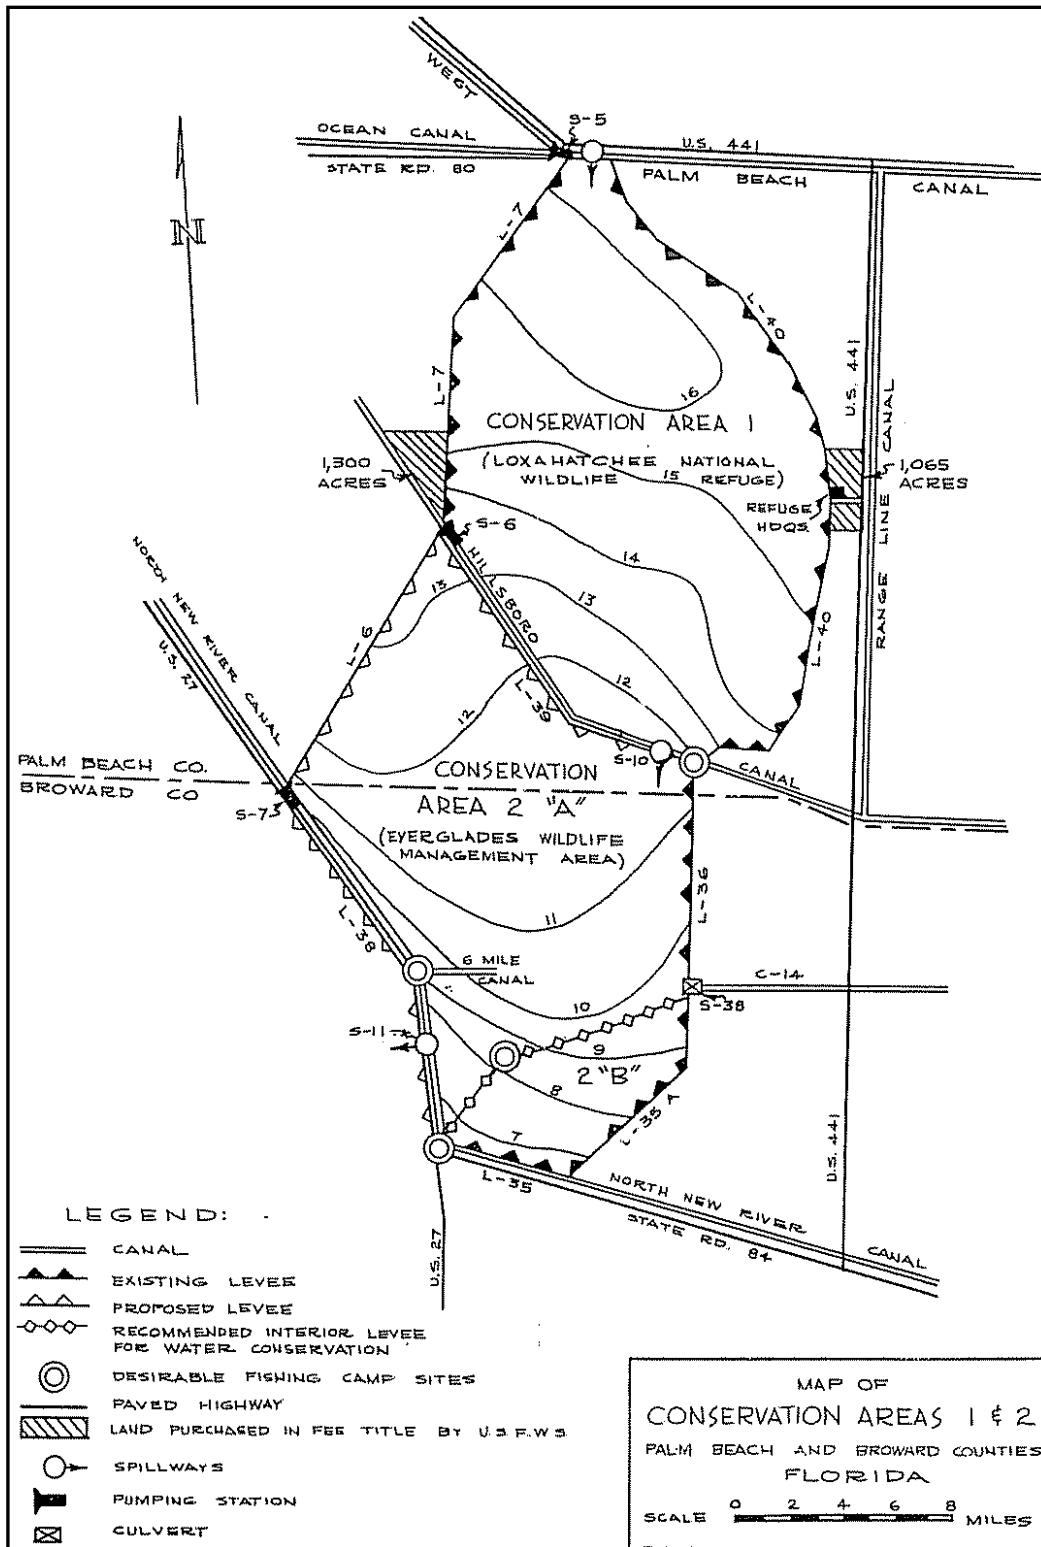 WEST
S-5
OCEAN CANAL
STATE RD. 80
U.S. 441
PALM BEACH
CANAL
N
L-7
L-40
L-7
U.S. 441
16
CONSERVATION AREA 1
(LOXAHATCHEE NATIONAL
WILDLIFE REFUGE)
15
1,300
ACRES
1,065
ACRES
REFUGE
HDQS.
RANGE LINE CANAL
S-6
HILLSBORO
14
13
13
NORTH NEW RIVER CANAL
U.S. 27
L-6
L-40
12
12
L-39
S-10
CANAL
PALM BEACH CO.
BROWARD CO
S-7
CONSERVATION
AREA 2 "A"
(EVERGLADES WILDLIFE
MANAGEMENT AREA)
L-36
11
L-38
6 MILE
CANAL
C-14
10
S-38
S-11
9
2 "B"
8
L-35 A
7
L-35
U.S. 441
NORTH NEW RIVER
CANAL
STATE RD. 84
U.S. 27
LEGEND:
CANAL
EXISTING LEVEE
PROPOSED LEVEE
RECOMMENDED INTERIOR LEVEE
FOR WATER CONSERVATION
DESIRABLE FISHING CAMP SITES
PAVED HIGHWAY
LAND PURCHASED IN FEE TITLE BY U.S.F.W.S
SPILLWAYS
PUMPING STATION
CULVERT
MAP OF
CONSERVATION AREAS 1 & 2
PALM BEACH AND BROWARD COUNTIES
FLORIDA
SCALE 0 2 4 6 8 MILES